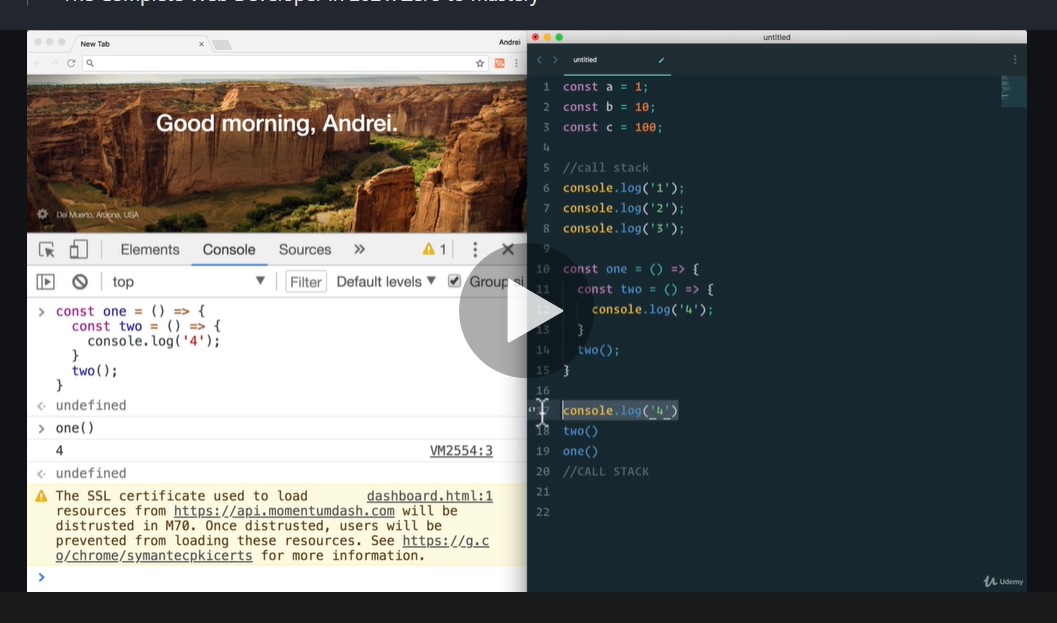 New Tab
Andrei
Good morning, Andrei.
Del Muerto, Arizona, USA
Elements Console Sources » 1
top Filter Default levels Group si
const one = () => {
const two = () => {
console.log('4');
}
two();
}
undefined
one()
4 VM2554:3
undefined
The SSL certificate used to load dashboard.html:1
resources from https://api.momentumdash.com will be
distrusted in M70. Once distrusted, users will be
prevented from loading these resources. See https://g.c
o/chrome/symantecpkicerts for more information.
untitled
untitled
1 const a = 1;
2 const b = 10;
3 const c = 100;
4
5 //call stack
6 console.log('1');
7 console.log('2');
8 console.log('3');
9
10 const one = () => {
11 const two = () => {
console.log('4');
13 }
14 two();
15 }
16
console.log('4')
18 two()
19 one()
20 //CALL STACK
21
22
Udemy